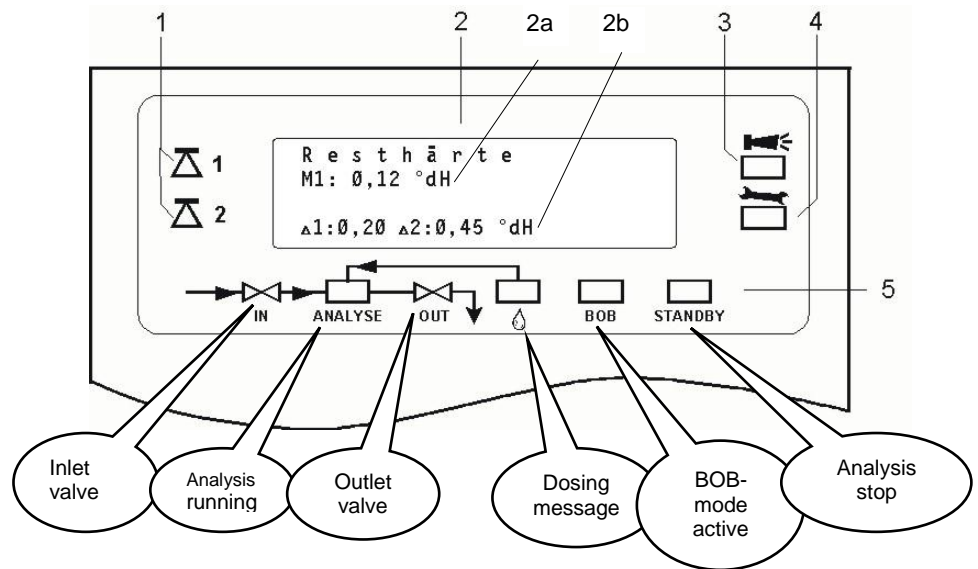 1
2
2a
2b
3
4
R e s t h ā r t e
M1: 0,12 °dH
1
2
▵1:0,20 ▵2:0,45 °dH
5
IN
ANALYSE
OUT
BOB
STANDBY
Inlet
valve
Analysis
running
Outlet
valve
Dosing
message
BOB-
mode
active
Analysis
stop